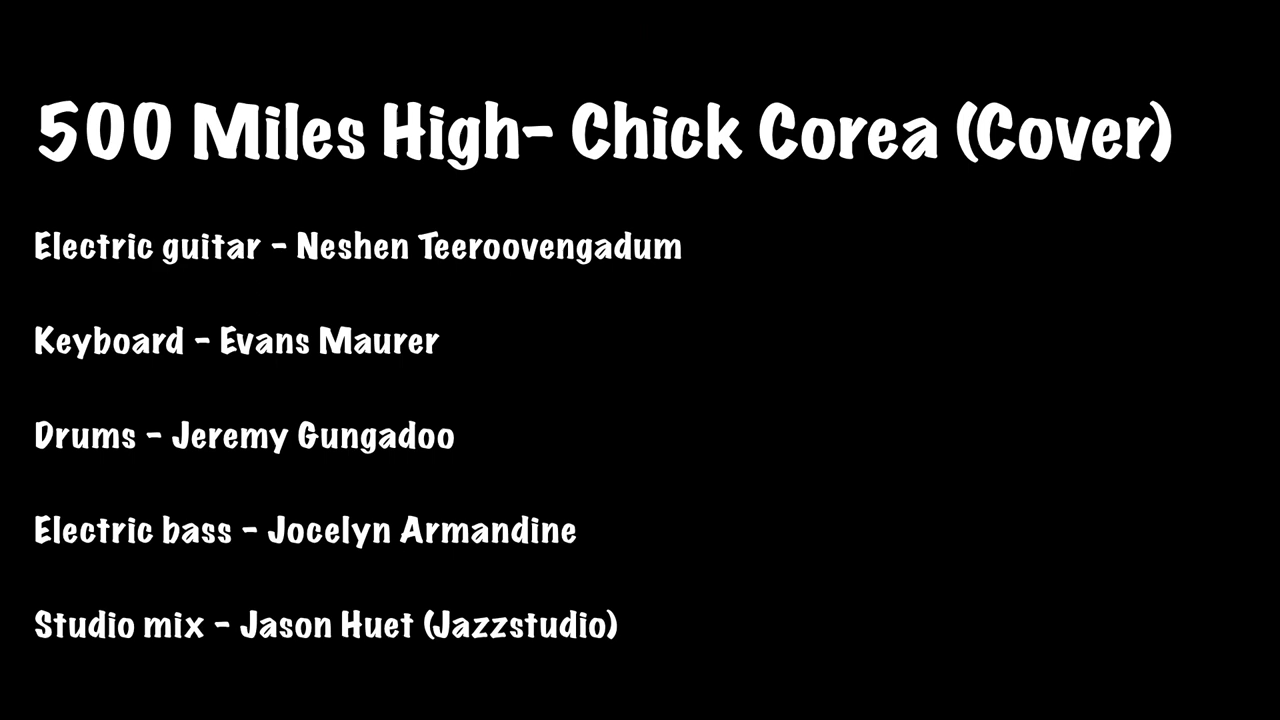 500 Miles High- Chick Corea (Cover)
Electric guitar - Neshen Teeroovengadum
Keyboard - Evans Maurer
Drums - Jeremy Gungadoo
Electric bass - Jocelyn Armandine
Studio mix - Jason Huet (Jazzstudio)